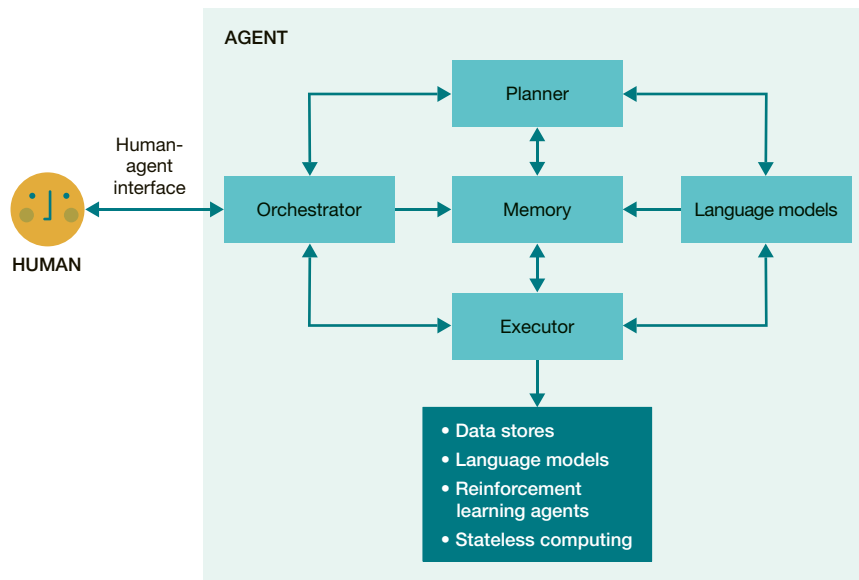 AGENT
Planner
Human-
agent
interface
Orchestrator
Memory
Language models
HUMAN
Executor
• Data stores
• Language models
• Reinforcement
learning agents
• Stateless computing